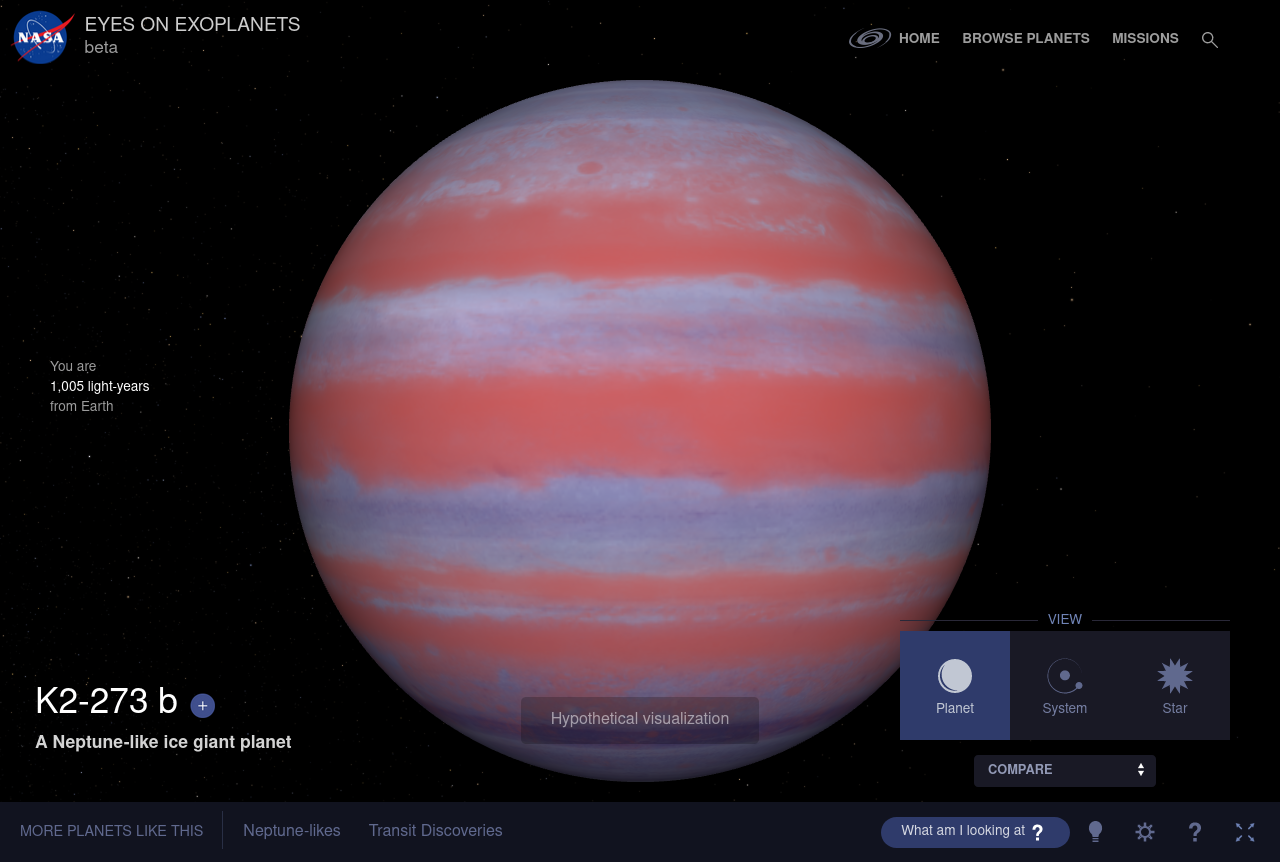 NASA
EYES ON EXOPLANETS
beta
HOME
BROWSE PLANETS
MISSIONS
You are
1,005 light-years
from Earth
K2-273 b +
A Neptune-like ice giant planet
Hypothetical visualization
VIEW
Planet
System
Star
COMPARE
MORE PLANETS LIKE THIS
Neptune-likes
Transit Discoveries
What am I looking at ?
?